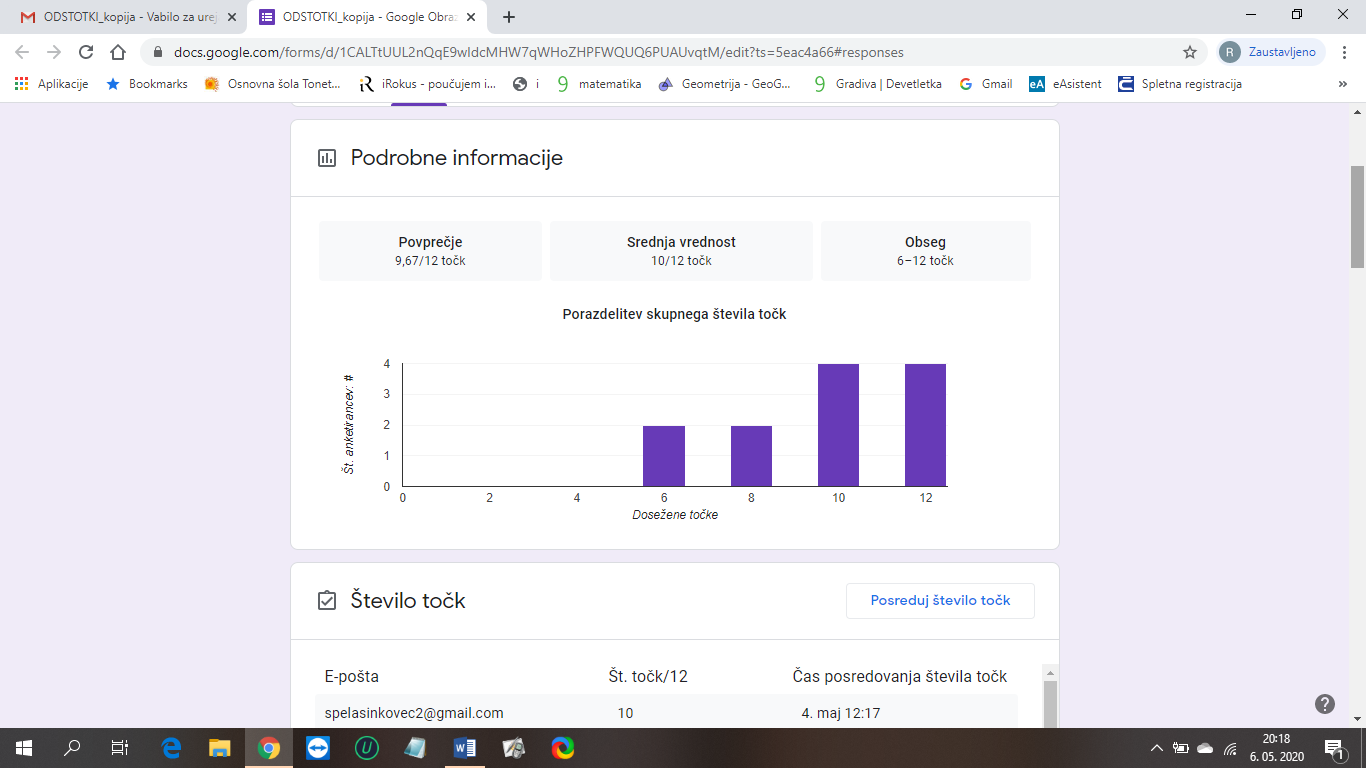 ODSTOTKI_kopija - Vabilo za urej
ODSTOTKI_kopija - Google Obraz
docs.google.com/forms/d/1CALTtUUL2nQqE9wldcMHW7qWHoZHPFWQUQ6PUAUvqtM/edit?ts=5eac4a66#responses
R Zaustavljeno
Aplikacije Bookmarks Osnovna šola Tonet... iRokus - poučujem i... i 9 matematika Geometrija - GeoG... 9 Gradiva | Devetletka Gmail eA eAsistent Spletna registracija »
Podrobne informacije
Povprečje Srednja vrednost Obseg
9,67/12 točk 10/12 točk 6–12 točk
Porazdelitev skupnega števila točk
Št. anketirancev: #
4
3
2
1
0
0 2 4 6 8 10 12
Dosežene točke
Število točk Posreduj število točk
E-pošta Št. točk/12 Čas posredovanja števila točk
spelasinkovec2@gmail.com 10 4. maj 12:17
20:18
6. 05. 2020
1